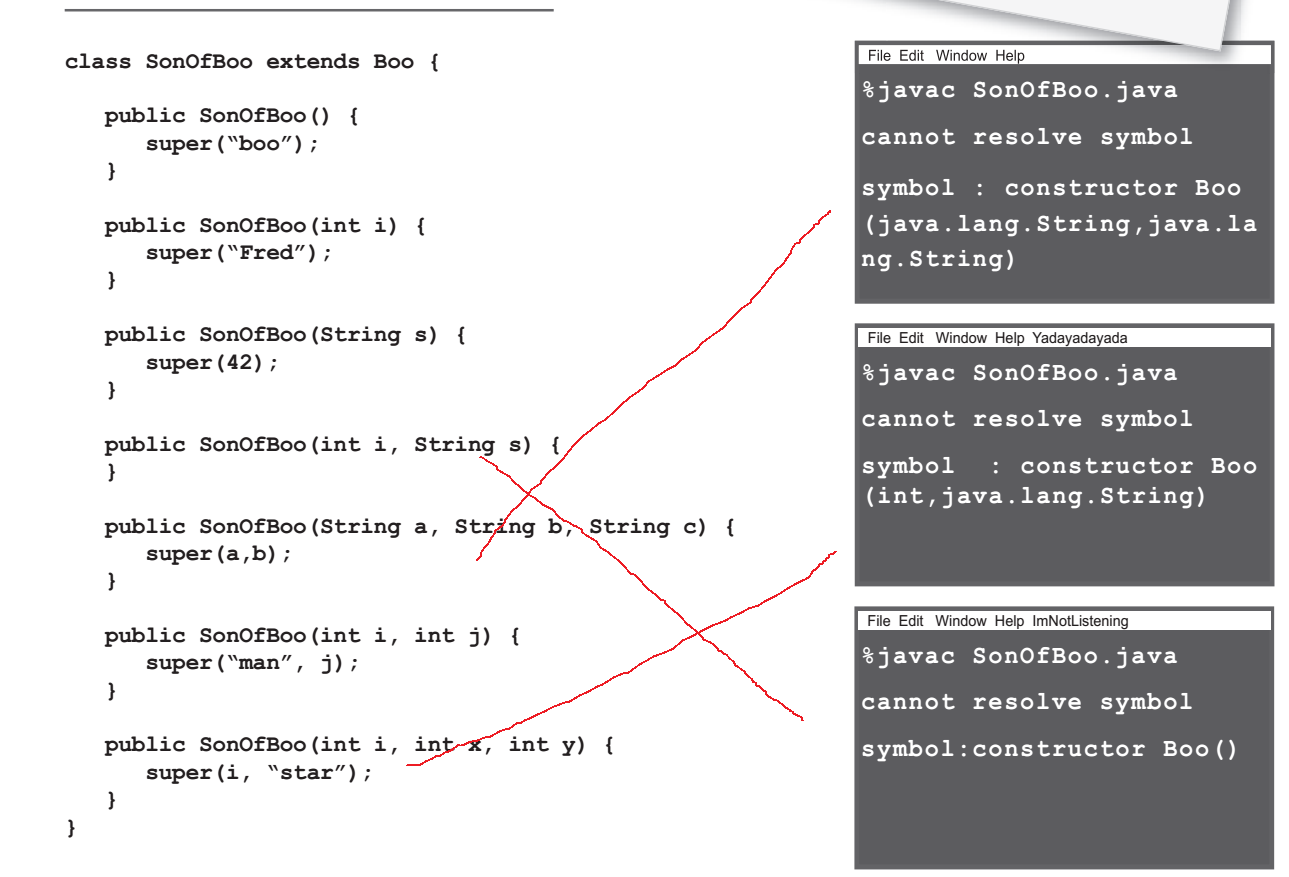 class SonOfBoo extends Boo {
public SonOfBoo() {
super(“boo”);
}
public SonOfBoo(int i) {
super(“Fred”);
}
public SonOfBoo(String s) {
super(42);
}
public SonOfBoo(int i, String s) {
}
public SonOfBoo(String a, String b, String c) {
super(a,b);
}
public SonOfBoo(int i, int j) {
super(“man”, j);
}
public SonOfBoo(int i, int x, int y) {
super(i, “star”);
}
}
File Edit Window Help
%javac SonOfBoo.java
cannot resolve symbol
symbol : constructor Boo
(java.lang.String,java.la
ng.String)
File Edit Window Help Yadayadayada
%javac SonOfBoo.java
cannot resolve symbol
symbol : constructor Boo
(int,java.lang.String)
File Edit Window Help ImNotListening
%javac SonOfBoo.java
cannot resolve symbol
symbol:constructor Boo()